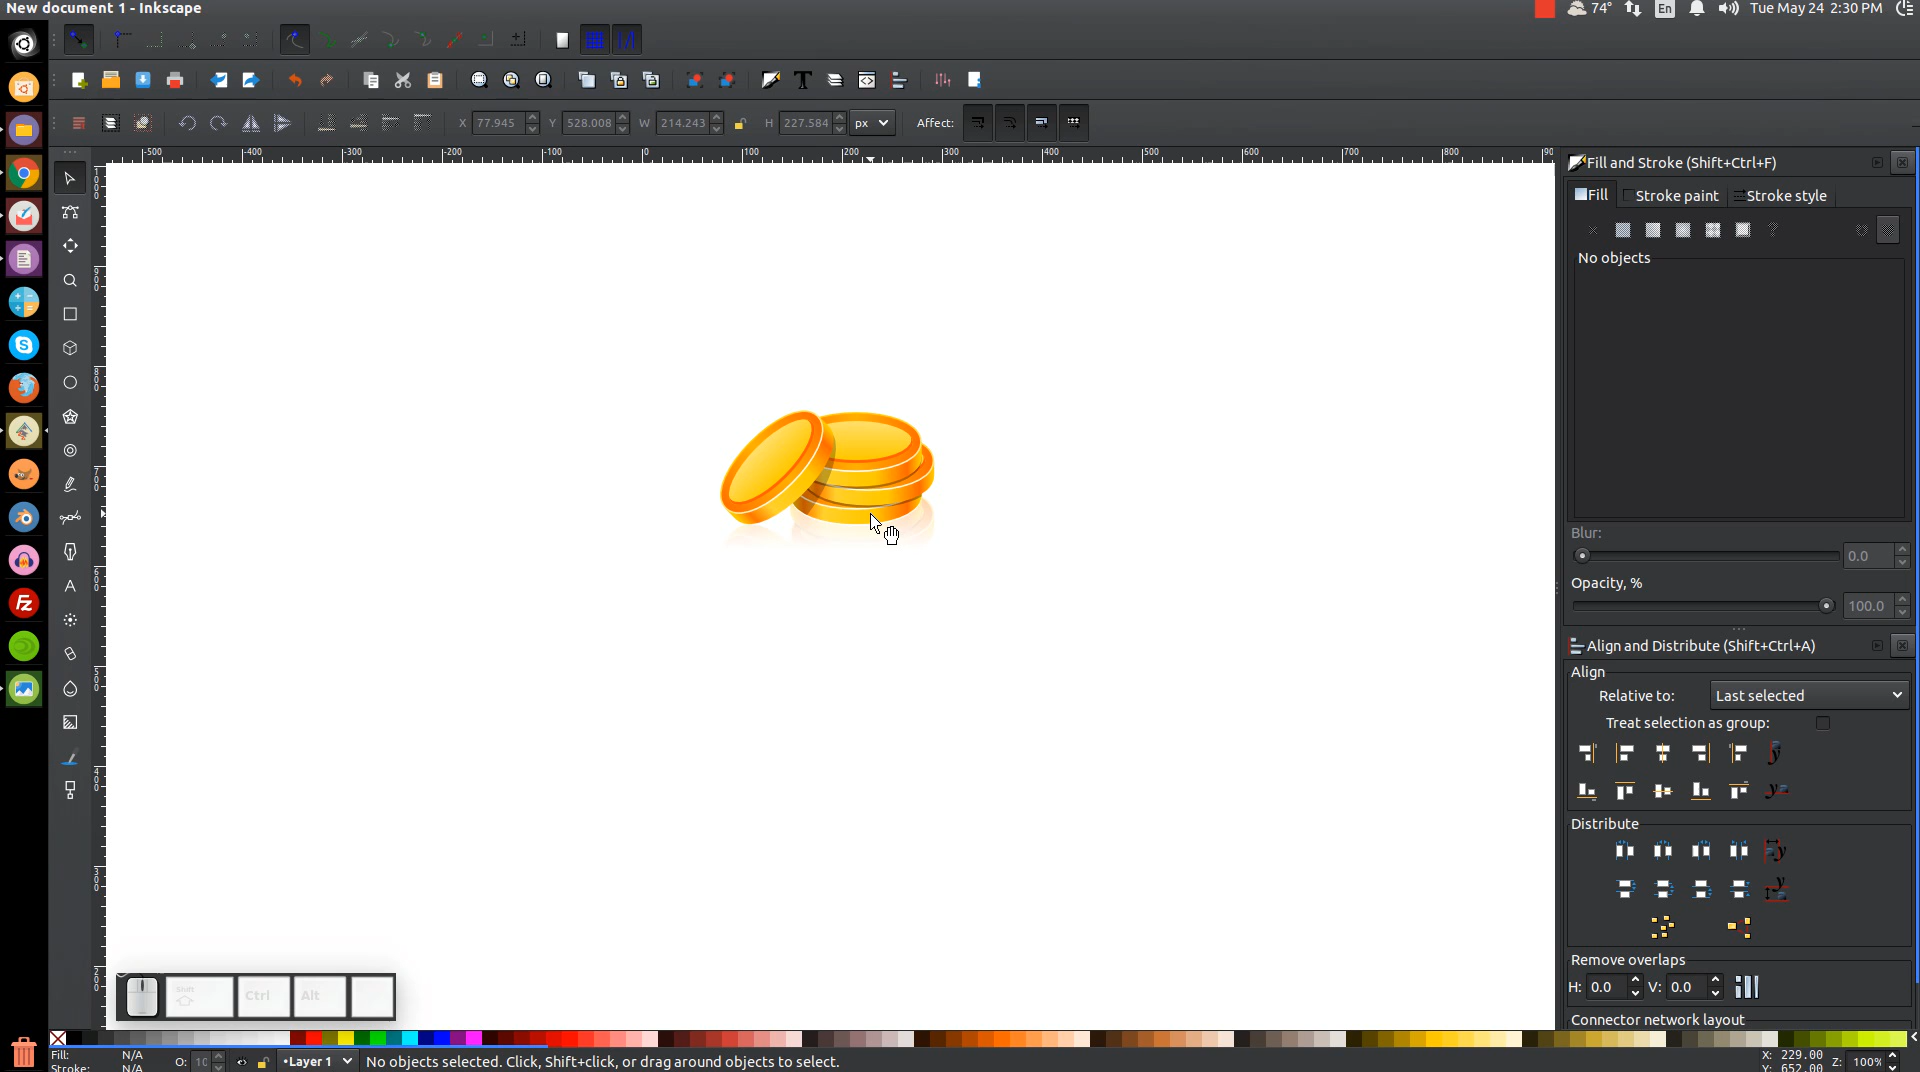 New document 1 - Inkscape
74°
En
Tue May 24 2:30 PM
X 77.945 Y 528.008 W 214.243 H 227.584 px Affect:
-500 -400 -300 -200 -100 0 100 200 300 400 500 600 700 800 90
Fill and Stroke (Shift+Ctrl+F)
Fill Stroke paint Stroke style
No objects
Blur:
0.0
Opacity, %
100.0
Align and Distribute (Shift+Ctrl+A)
Align
Relative to: Last selected
Treat selection as group:
Distribute
Remove overlaps
H: 0.0 V: 0.0
Connector network layout
Shift Ctrl Alt
Fill: N/A
Stroke: N/A
O: 10
•Layer 1
No objects selected. Click, Shift+click, or drag around objects to select.
X: 229.00
Y: 652.00
Z: 100%